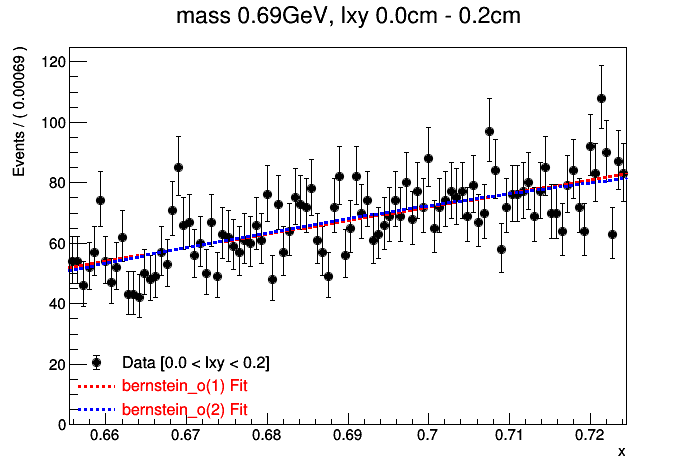 mass 0.69GeV, lxy 0.0cm - 0.2cm
Events / ( 0.00069 )
120
100
80
60
40
20
0
Data [0.0 < lxy < 0.2]
bernstein_o(1) Fit
bernstein_o(2) Fit
0.66 0.67 0.68 0.69 0.7 0.71 0.72
x